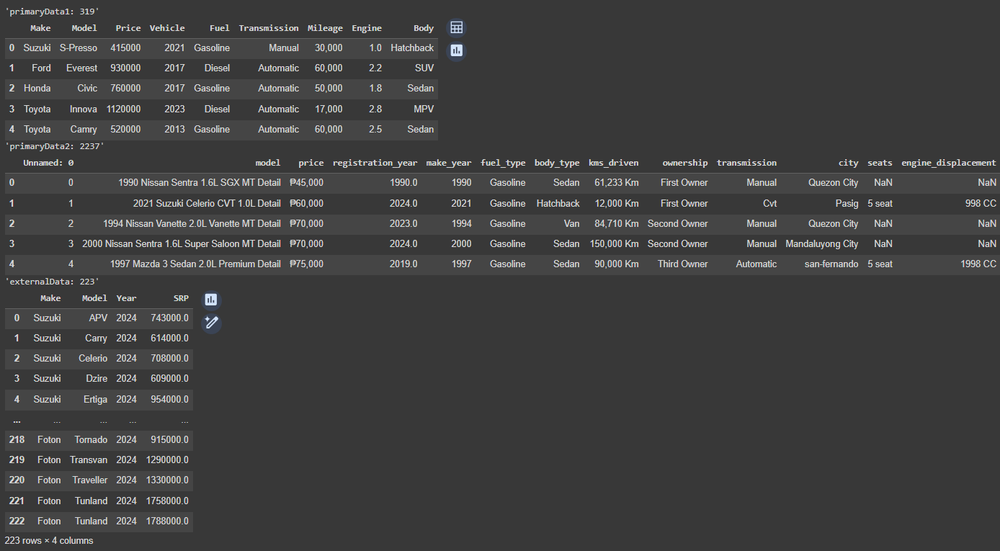 'primaryData1: 319'
Make Model Price Vehicle Fuel Transmission Mileage Engine Body
0 Suzuki S-Presso 415000 2021 Gasoline Manual 30,000 1.0 Hatchback
1 Ford Everest 930000 2017 Diesel Automatic 60,000 2.2 SUV
2 Honda Civic 760000 2017 Gasoline Automatic 50,000 1.8 Sedan
3 Toyota Innova 1120000 2023 Diesel Automatic 17,000 2.8 MPV
4 Toyota Camry 520000 2013 Gasoline Automatic 60,000 2.5 Sedan
'primaryData2: 2237'
Unnamed: 0 model price registration_year make_year fuel_type body_type kms_driven ownership transmission city seats engine_displacement
0 0 1990 Nissan Sentra 1.6L SGX MT Detail ₱45,000 1990.0 1990 Gasoline Sedan 61,233 Km First Owner Manual Quezon City NaN NaN
1 1 2021 Suzuki Celerio CVT 1.0L Detail ₱60,000 2024.0 2021 Gasoline Hatchback 12,000 Km First Owner Cvt Pasig 5 seat 998 CC
2 2 1994 Nissan Vanette 2.0L Vanette MT Detail ₱70,000 2023.0 1994 Gasoline Van 84,710 Km Second Owner Manual Quezon City NaN NaN
3 3 2000 Nissan Sentra 1.6L Super Saloon MT Detail ₱70,000 2024.0 2000 Gasoline Sedan 150,000 Km Second Owner Manual Mandaluyong City NaN NaN
4 4 1997 Mazda 3 Sedan 2.0L Premium Detail ₱75,000 2019.0 1997 Gasoline Sedan 90,000 Km Third Owner Automatic san-fernando 5 seat 1998 CC
'externalData: 223'
Make Model Year SRP
0 Suzuki APV 2024 743000.0
1 Suzuki Carry 2024 614000.0
2 Suzuki Celerio 2024 708000.0
3 Suzuki Dzire 2024 609000.0
4 Suzuki Ertiga 2024 954000.0
... ... ... ... ...
218 Foton Tornado 2024 915000.0
219 Foton Transvan 2024 1290000.0
220 Foton Traveller 2024 1330000.0
221 Foton Tunland 2024 1758000.0
222 Foton Tunland 2024 1788000.0
223 rows × 4 columns